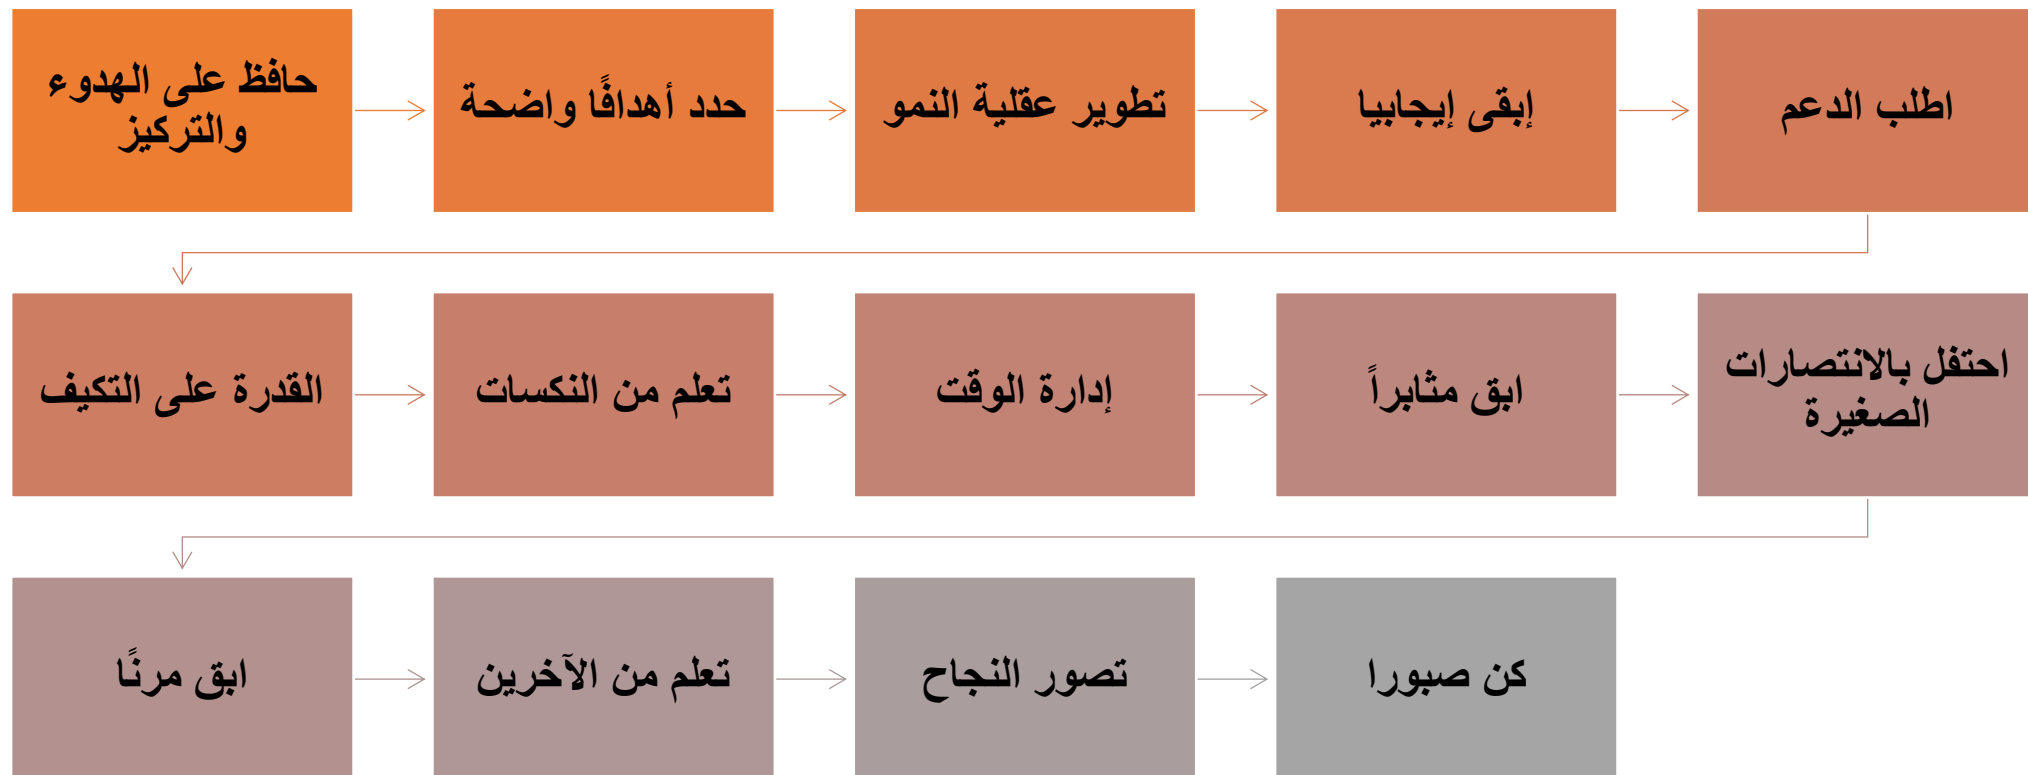 حافظ على الهدوء
والتركيز
حدد أهدافًا واضحة
تطوير عقلية النمو
إبقى إيجابيا
اطلب الدعم
القدرة على التكيف
تعلم من النكسات
إدارة الوقت
ابق مثابراً
احتفل بالانتصارات
الصغيرة
ابق مرنًا
تعلم من الآخرين
تصور النجاح
كن صبورا